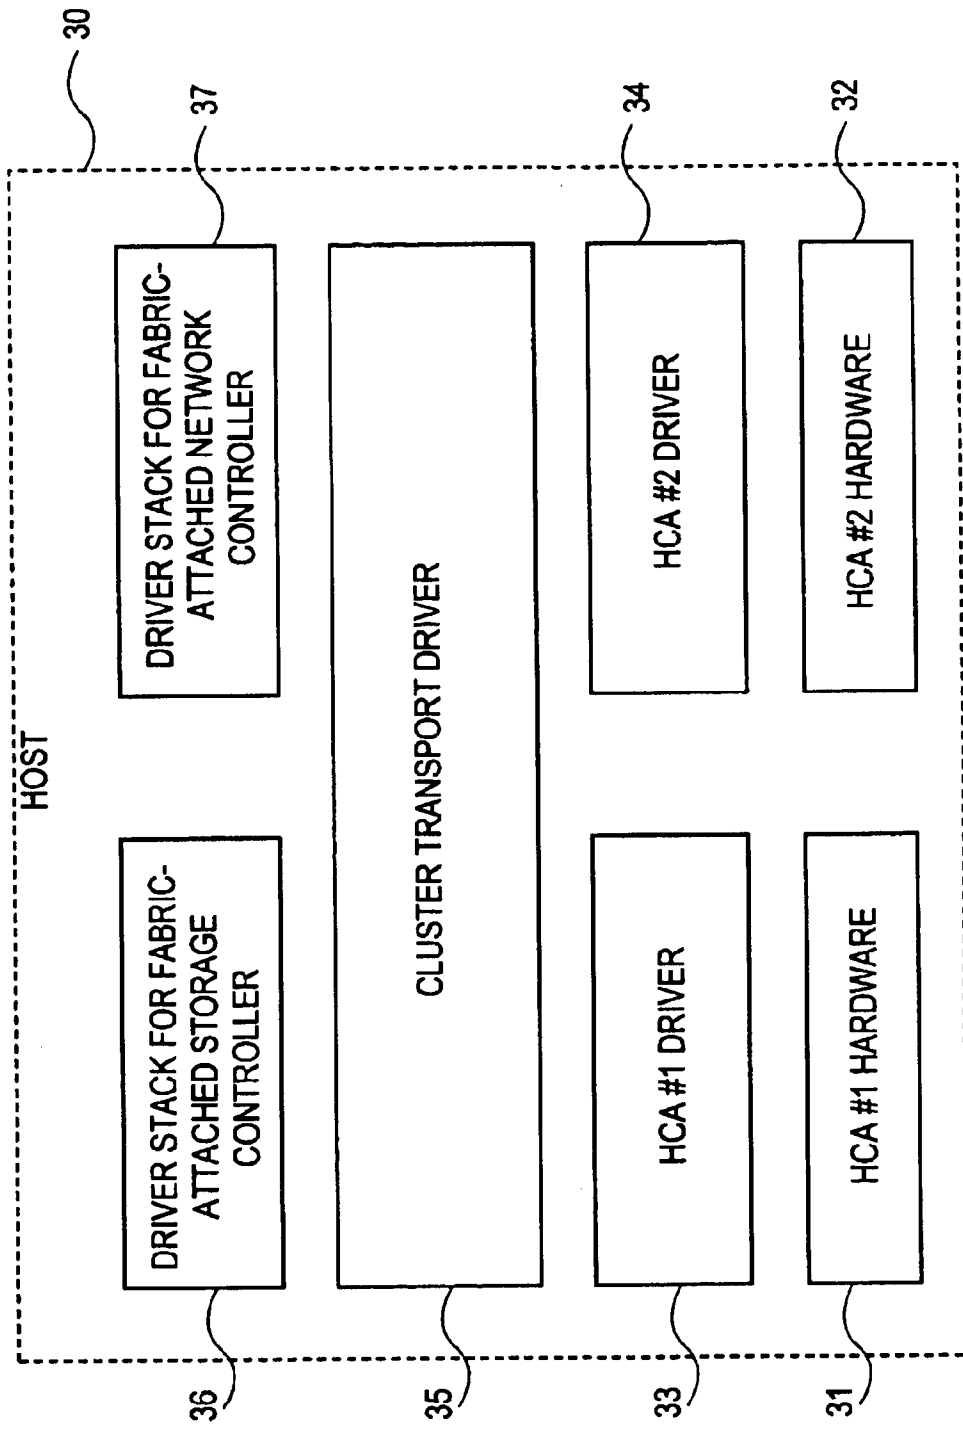 30
HOST
36
DRIVER STACK FOR FABRIC-
ATTACHED STORAGE
CONTROLLER
DRIVER STACK FOR FABRIC-
ATTACHED NETWORK
CONTROLLER
37
35
CLUSTER TRANSPORT DRIVER
33
HCA #1 DRIVER
HCA #2 DRIVER
34
31
HCA #1 HARDWARE
HCA #2 HARDWARE
32